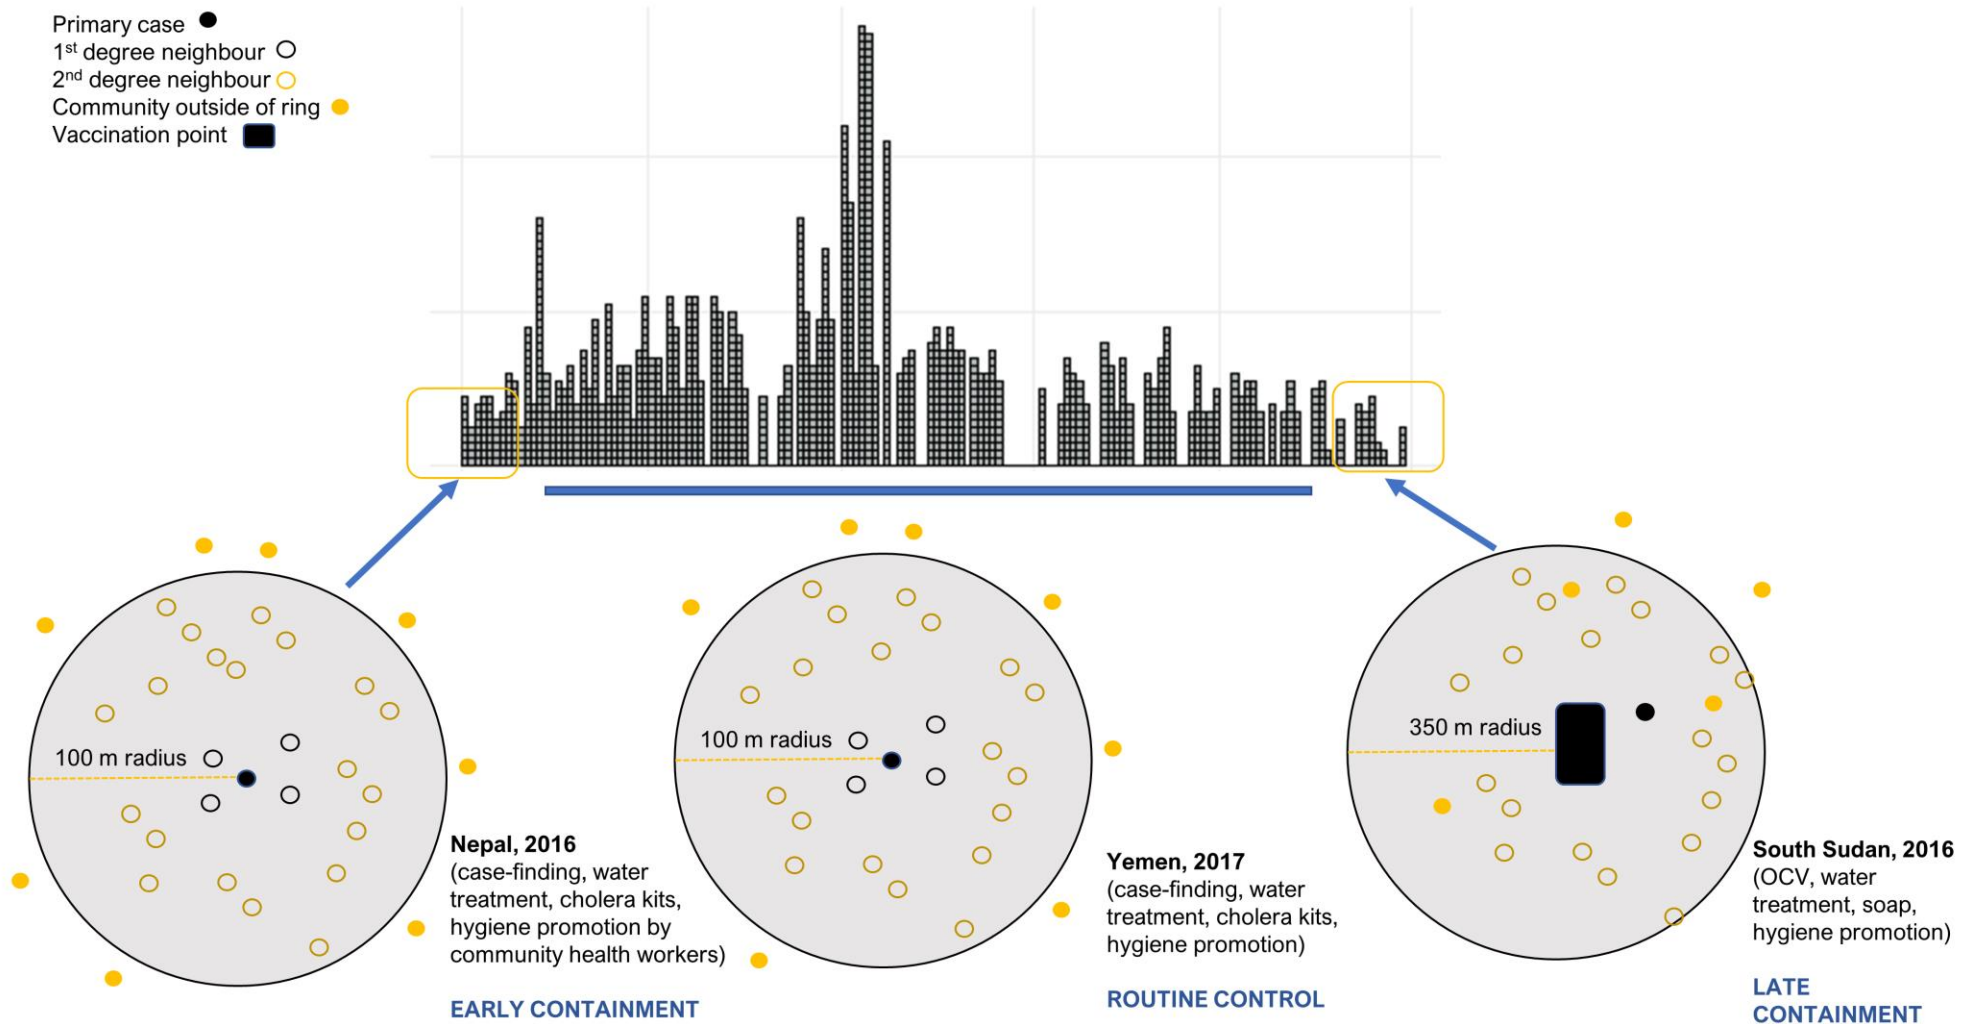 Primary case
1st degree neighbour
2nd degree neighbour
Community outside of ring
Vaccination point
100 m radius
Nepal, 2016
(case-finding, water
treatment, cholera kits,
hygiene promotion by
community health workers)
EARLY CONTAINMENT
100 m radius
Yemen, 2017
(case-finding, water
treatment, cholera kits,
hygiene promotion)
ROUTINE CONTROL
350 m radius
South Sudan, 2016
(OCV, water
treatment, soap,
hygiene promotion)
LATE
CONTAINMENT